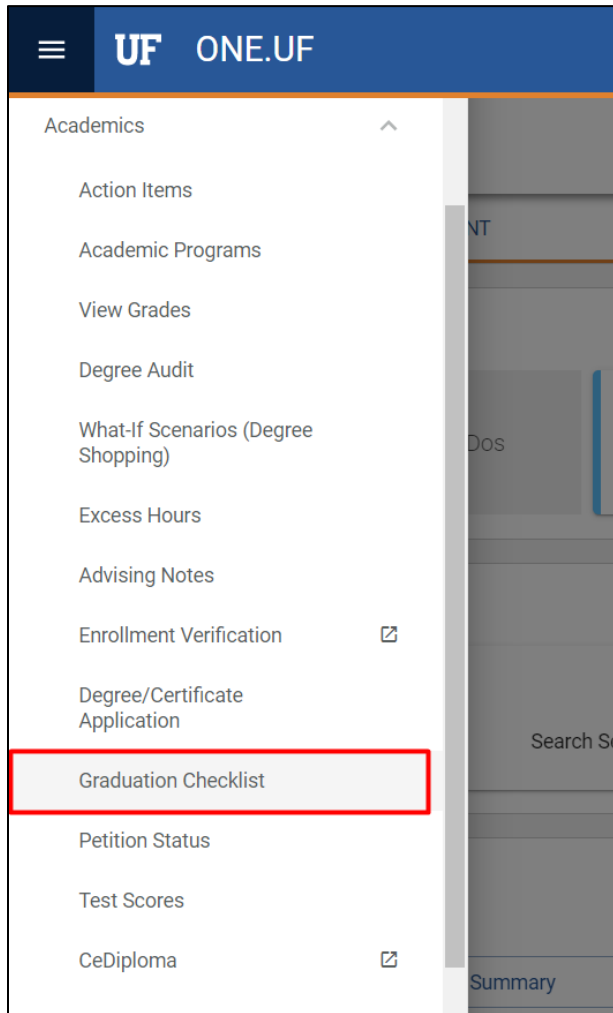 UF ONE.UF
Academics
NT
Action Items
Academic Programs
View Grades
Degree Audit
What-If Scenarios (Degree
Shopping)
Dos
Excess Hours
Advising Notes
Enrollment Verification
Degree/Certificate
Application
Search Sc
Graduation Checklist
Petition Status
Test Scores
CeDiploma
Summary